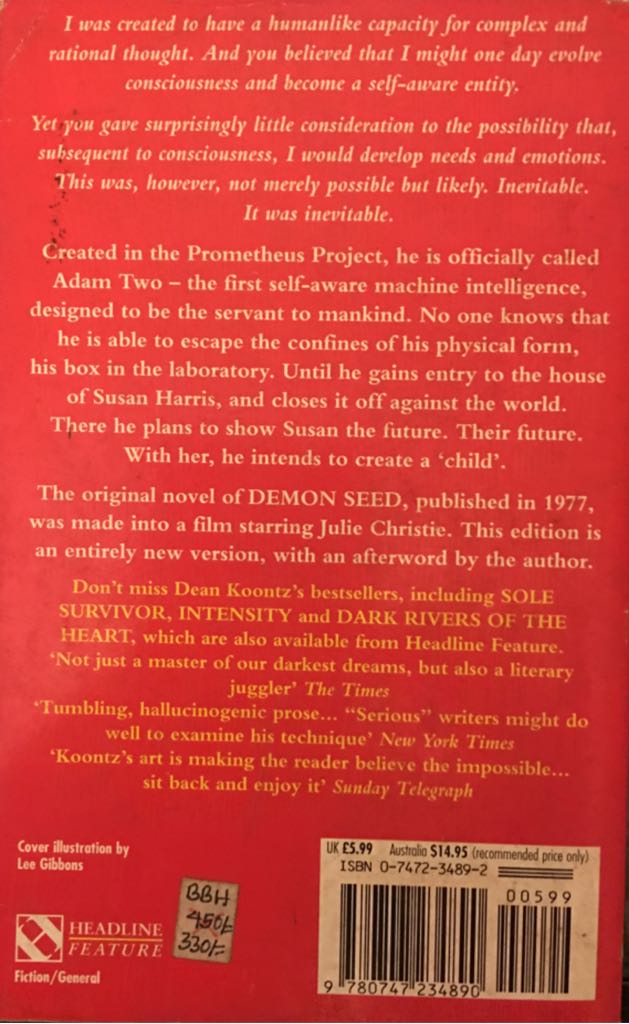 I was created to have a humanlike capacity for complex and
rational thought. And you believed that I might one day evolve
consciousness and become a self-aware entity.
Yet you gave surprisingly little consideration to the possibility that,
subsequent to consciousness, I would develop needs and emotions.
This was, however, not merely possible but likely. Inevitable.
It was inevitable.
Created in the Prometheus Project, he is officially called
Adam Two – the first self-aware machine intelligence,
designed to be the servant to mankind. No one knows that
he is able to escape the confines of his physical form,
his box in the laboratory. Until he gains entry to the house
of Susan Harris, and closes it off against the world.
There he plans to show Susan the future. Their future.
With her, he intends to create a ‘child’.
The original novel of DEMON SEED, published in 1977,
was made into a film starring Julie Christie. This edition is
an entirely new version, with an afterword by the author.
Don’t miss Dean Koontz’s bestsellers, including SOLE
SURVIVOR, INTENSITY and DARK RIVERS OF THE
HEART, which are also available from Headline Feature.
‘Not just a master of our darkest dreams, but also a literary
juggler’ The Times
‘Tumbling, hallucinogenic prose... “Serious” writers might do
well to examine his technique’ New York Times
‘Koontz’s art is making the reader believe the impossible...
sit back and enjoy it’ Sunday Telegraph
Cover illustration by
Lee Gibbons
HEADLINE
FEATURE
Fiction/General
BBH
450/-
330/-
UK £5.99 Australia $14.95 (recommended price only)
ISBN 0-7472-3489-2
00599
9 780747 234890